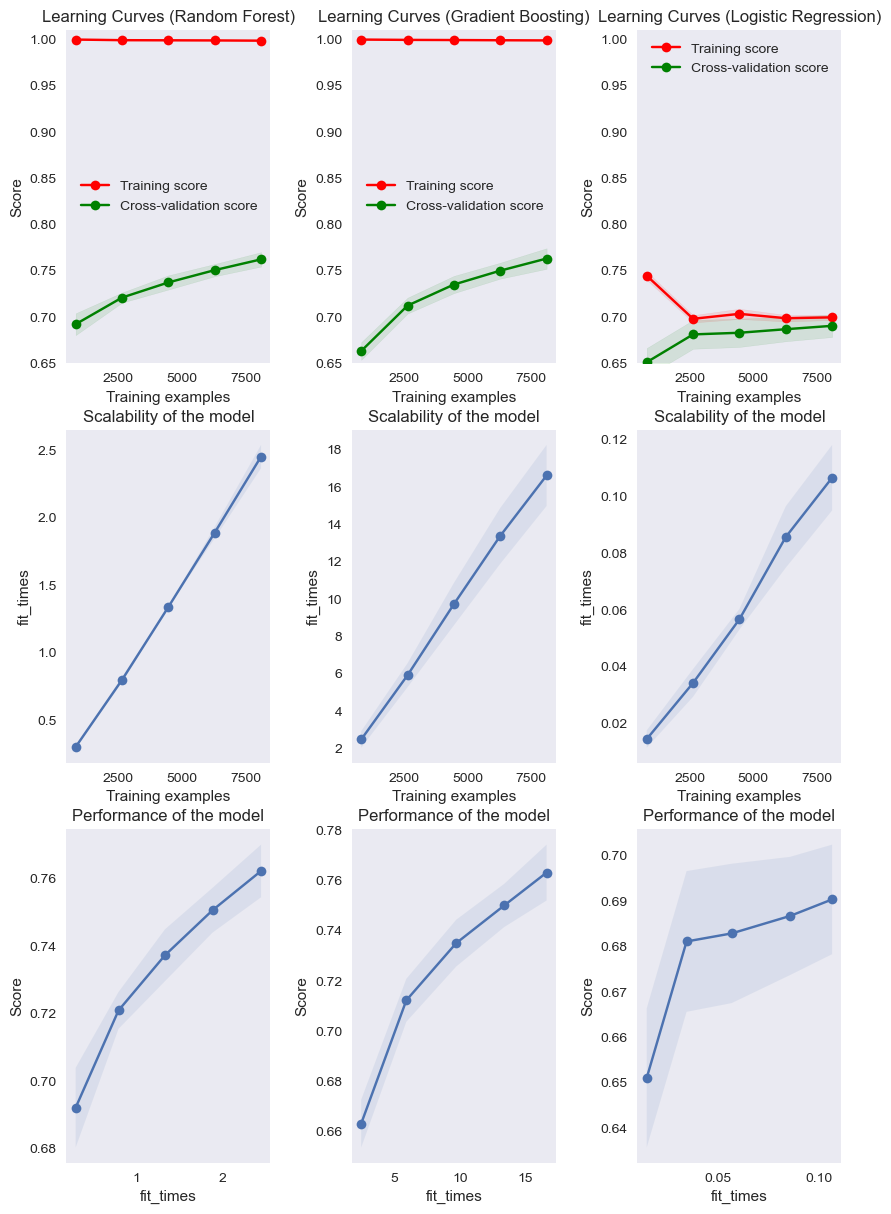 Learning Curves (Random Forest)
1.00
0.95
0.90
0.85
0.80
0.75
0.70
0.65
Score
Training score
Cross-validation score
2500 5000 7500
Training examples
Learning Curves (Gradient Boosting)
1.00
0.95
0.90
0.85
0.80
0.75
0.70
0.65
Score
Training score
Cross-validation score
2500 5000 7500
Training examples
Learning Curves (Logistic Regression)
1.00
0.95
0.90
0.85
0.80
0.75
0.70
0.65
Score
Training score
Cross-validation score
2500 5000 7500
Training examples
Scalability of the model
2.5
2.0
1.5
1.0
0.5
fit_times
2500 5000 7500
Training examples
Scalability of the model
18
16
14
12
10
8
6
4
2
fit_times
2500 5000 7500
Training examples
Scalability of the model
0.12
0.10
0.08
0.06
0.04
0.02
fit_times
2500 5000 7500
Training examples
Performance of the model
0.76
0.74
0.72
0.70
0.68
Score
1 2
fit_times
Performance of the model
0.78
0.76
0.74
0.72
0.70
0.68
0.66
Score
5 10 15
fit_times
Performance of the model
0.70
0.69
0.68
0.67
0.66
0.65
0.64
Score
0.05 0.10
fit_times